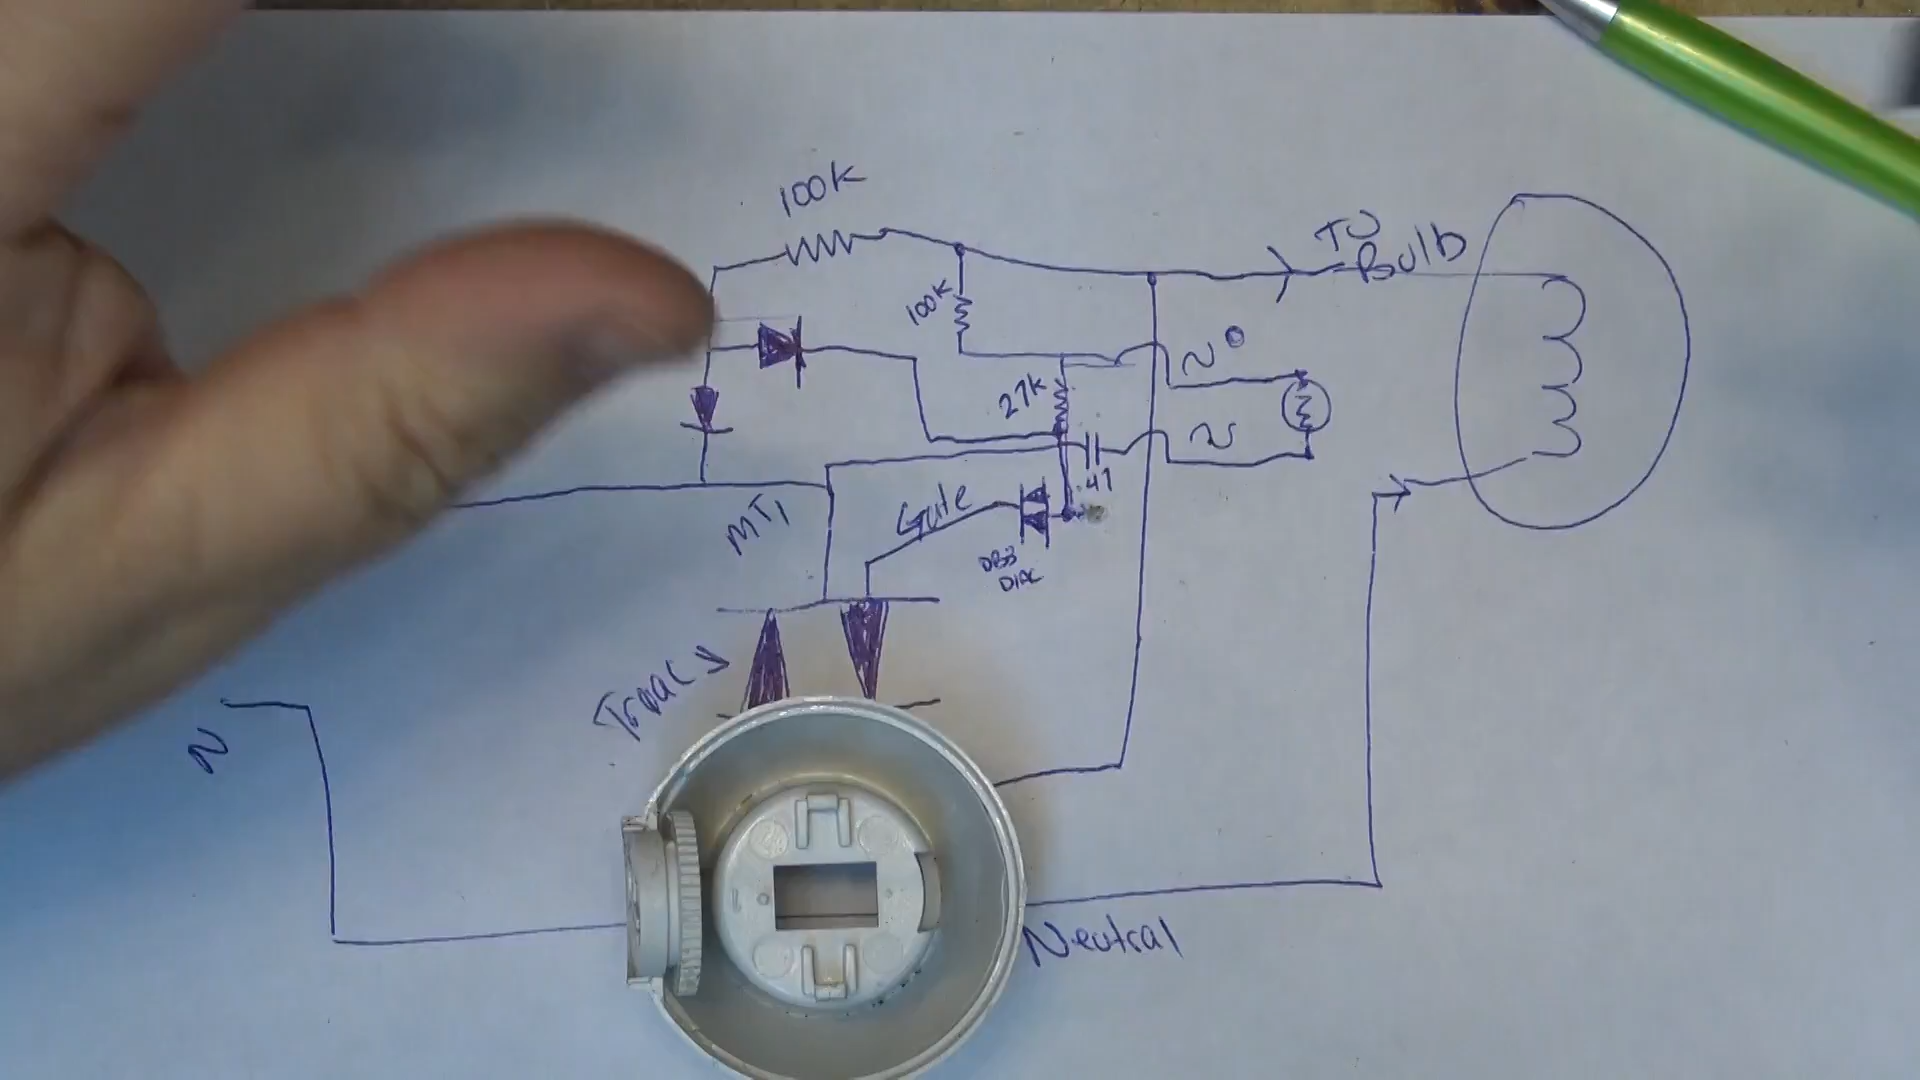 100K
TO
Bulb
100K
27K
.47
Gate
MT1
DB3
DIAC
Triac
N
Neutral